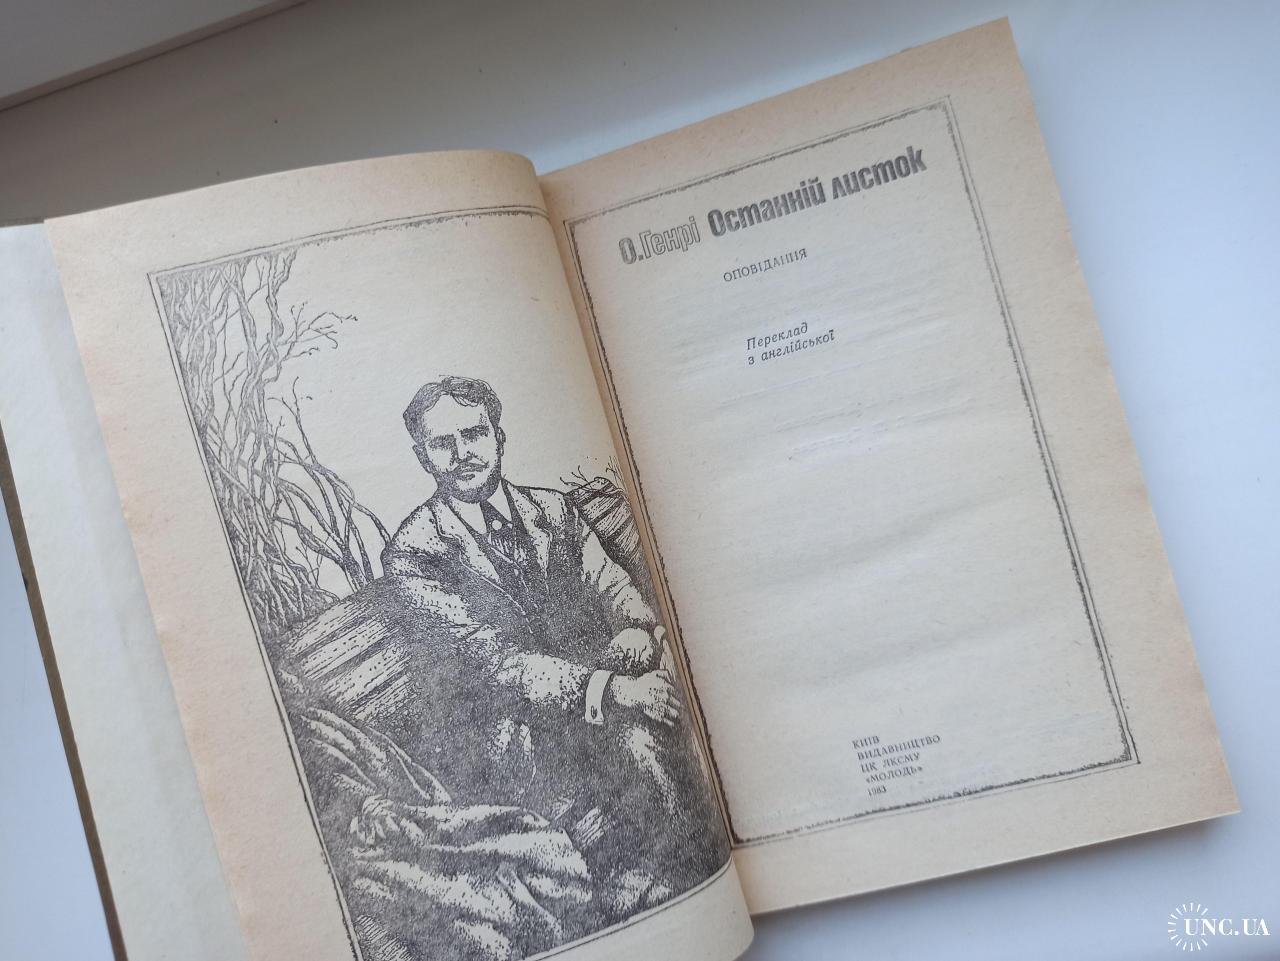 О.Генрі Останній листок
ОПОВІДАННЯ
Переклад
з англійської
КИЇВ
ВИДАВНИЦТВО
ЦК ЛКСМУ
«МОЛОДЬ»
1983
UNC.UA